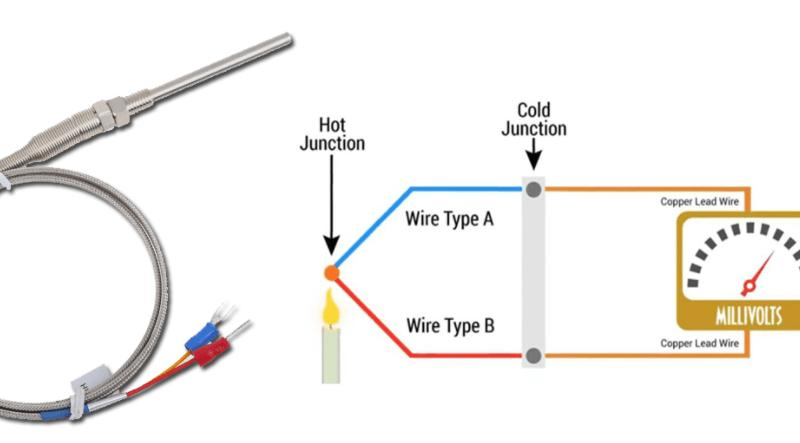 Hot
Junction
Cold
Junction
Wire Type A
Copper Lead Wire
MILLIVOLTS
Wire Type B
Copper Lead Wire